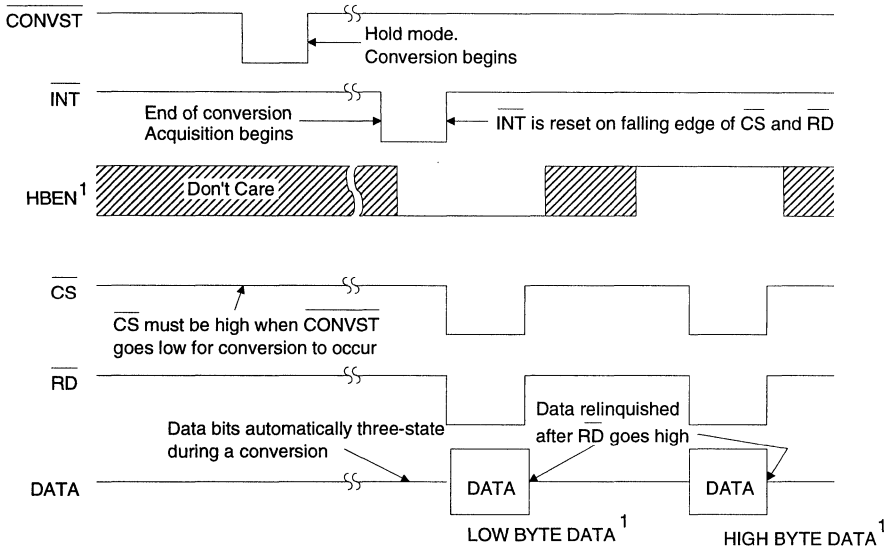 CONVST
Hold mode.
Conversion begins
INT
End of conversion
Acquisition begins
INT is reset on falling edge of CS and RD
HBEN1
Don't Care
CS
CS must be high when CONVST
goes low for conversion to occur
RD
Data bits automatically three-state
during a conversion
Data relinquished
after RD goes high
DATA
DATA
DATA
LOW BYTE DATA1
HIGH BYTE DATA1